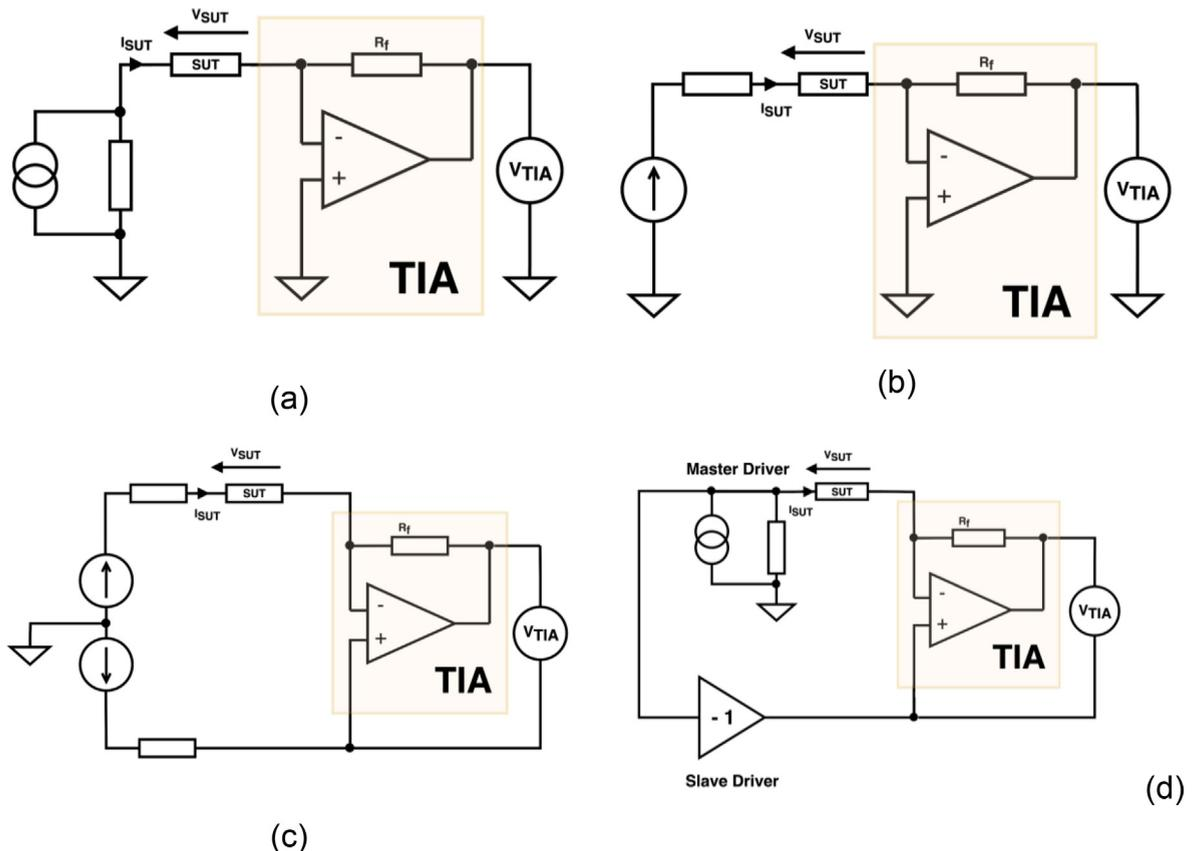 VSUT
ISUT
SUT
Rf
-
+
VTIA
TIA
(a)
VSUT
ISUT
SUT
Rf
-
+
VTIA
TIA
(b)
VSUT
ISUT
SUT
Rf
-
+
VTIA
TIA
(c)
Master Driver
VSUT
ISUT
SUT
Rf
-
+
VTIA
TIA
- 1
Slave Driver
(d)